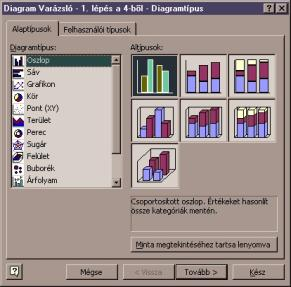 Diagram Varázsló - 1. lépés a 4-ből - Diagramtípus
Alaptípusok
Felhasználói típusok
Diagramtípus:
Oszlop
Sáv
Grafikon
Kör
Pont (XY)
Terület
Perec
Sugár
Felület
Buborék
Árfolyam
Altípusok:
Csoportosított oszlop. Értékeket hasonlít
össze kategóriák mentén.
Minta megtekintéséhez tartsa lenyomva
Mégse
< Vissza
Tovább >
Kész